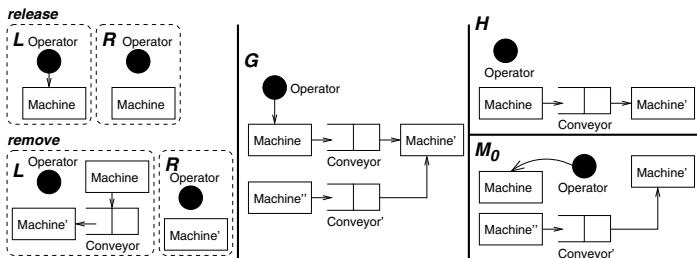 release
L Operator
Machine
R Operator
Machine
remove
L Operator
Machine
Machine'
Conveyor
R
Operator
Machine'
G
Operator
Machine
Conveyor
Machine'
Machine''
Conveyor'
H
Operator
Machine
Conveyor
Machine'
M0
Machine
Operator
Machine'
Machine''
Conveyor'